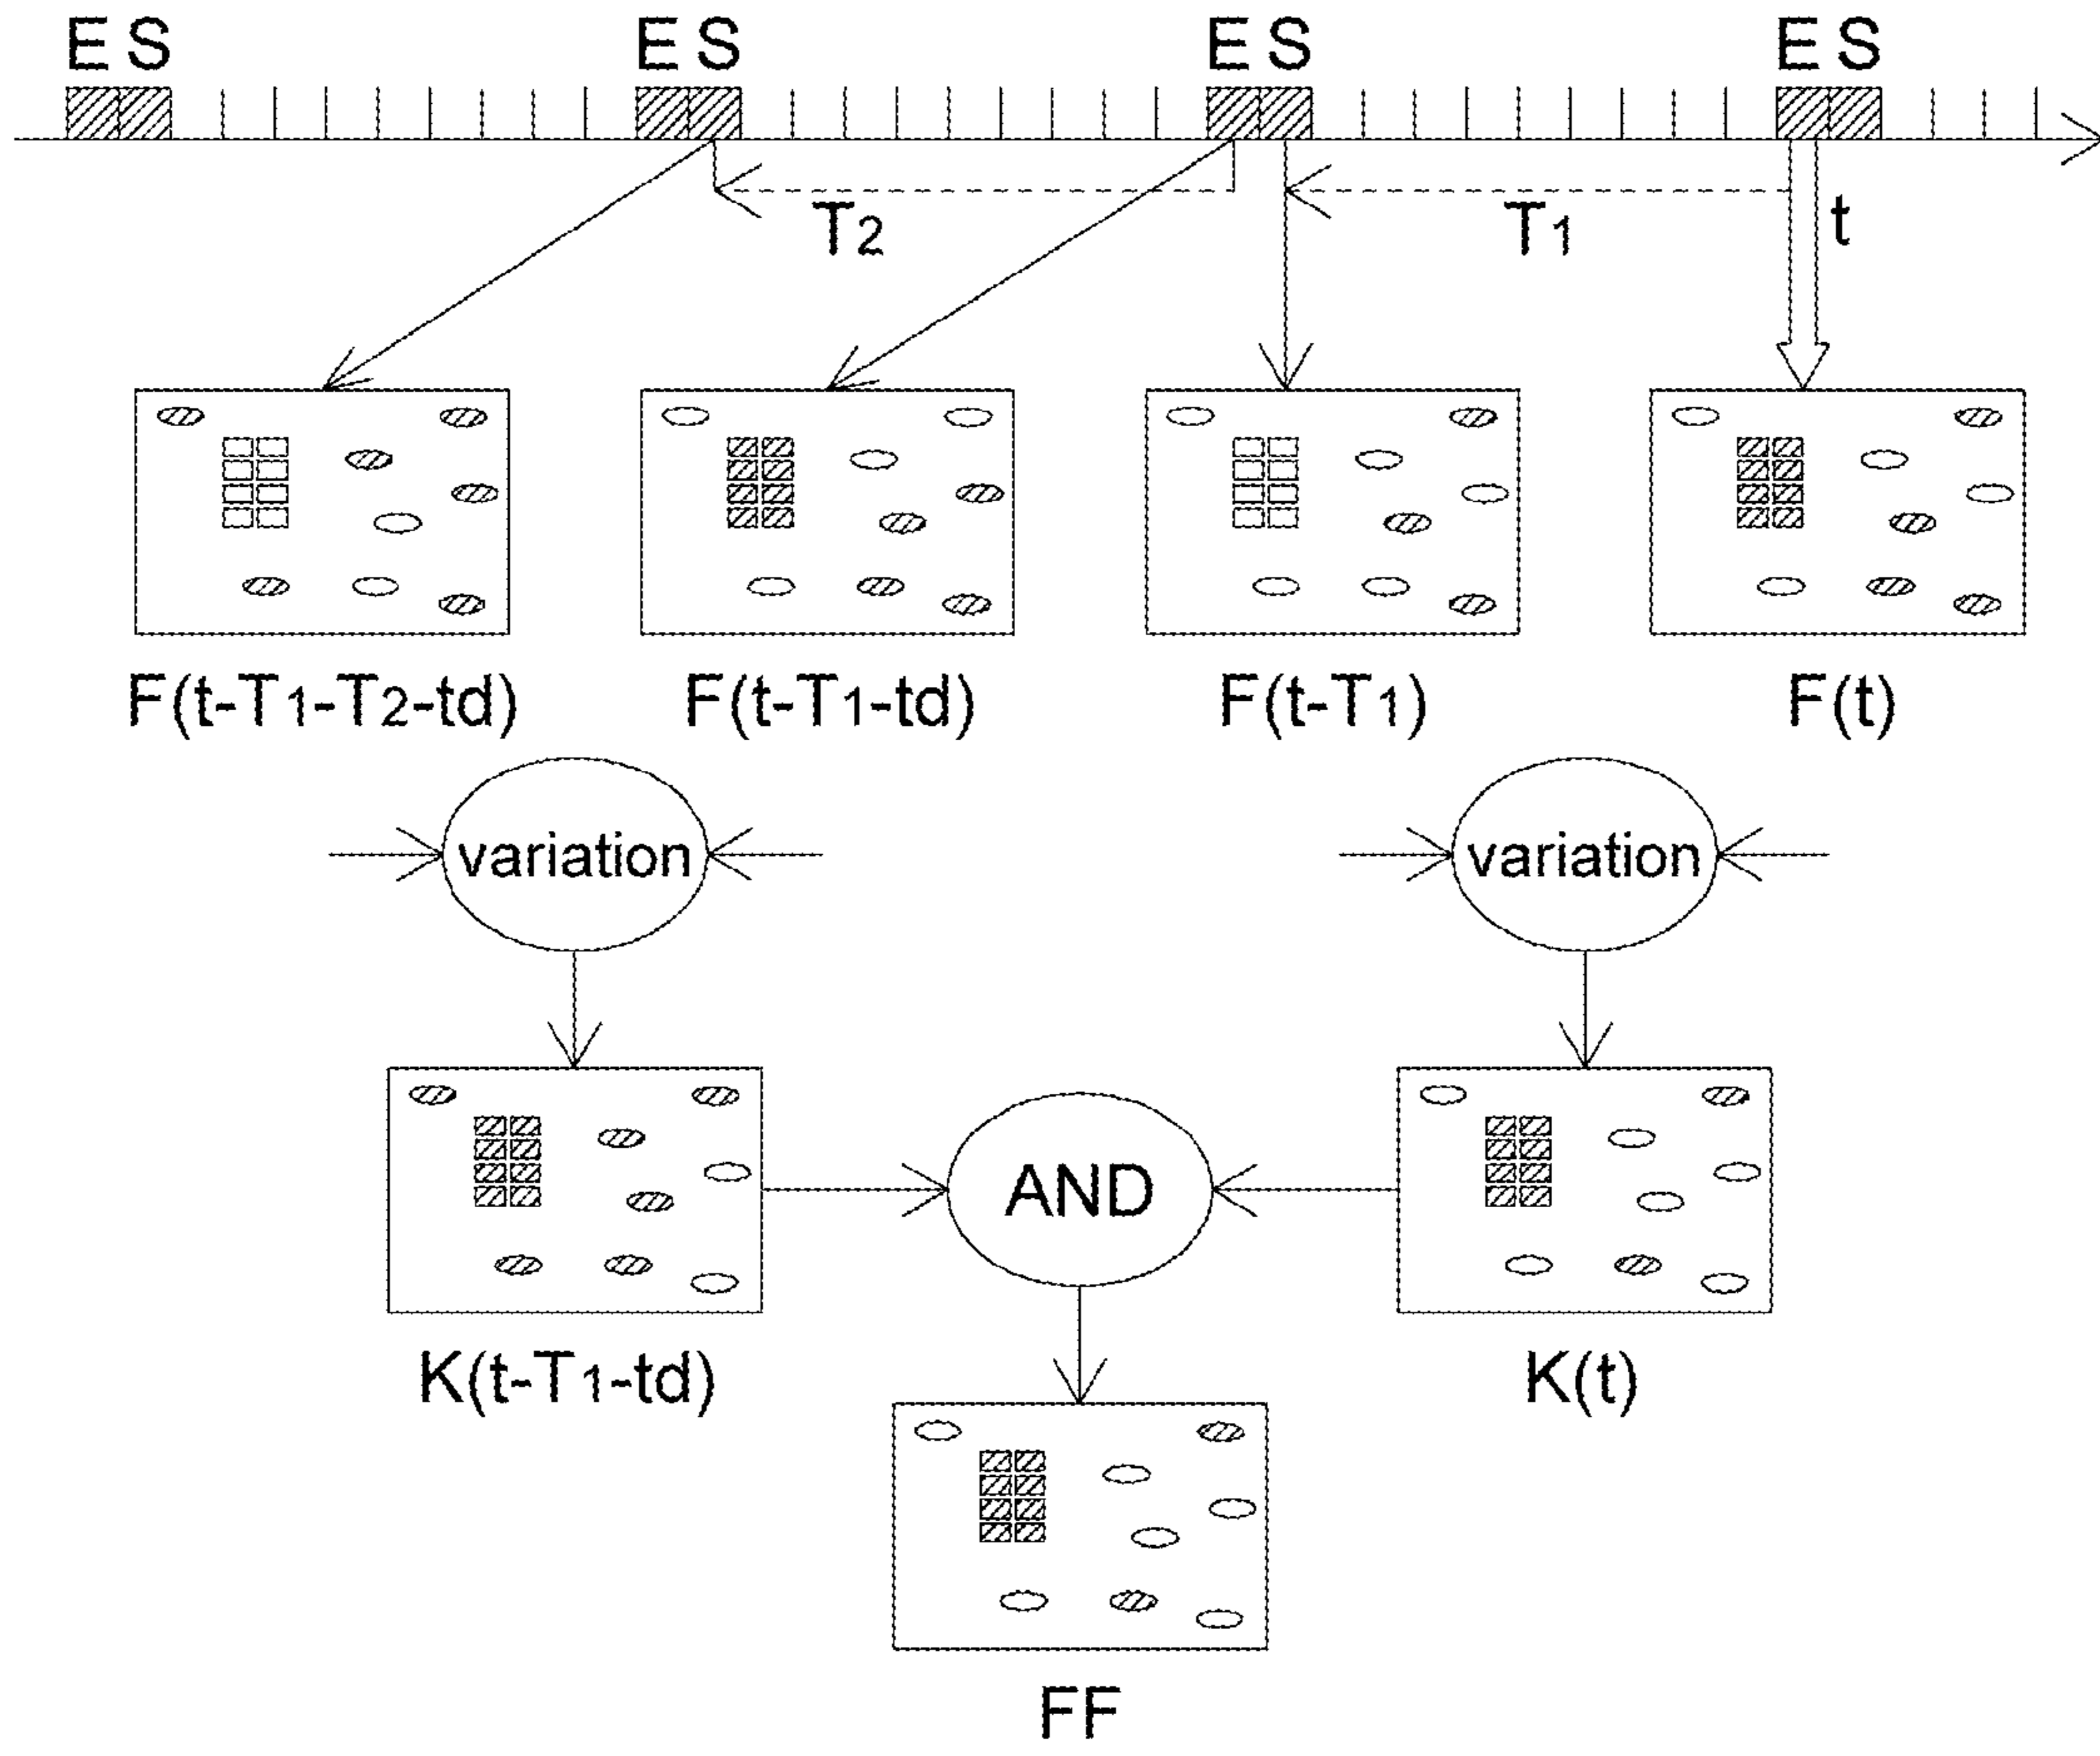 E S E S E S E S
T2 T1 t
F(t-T1-T2-td) F(t-T1-td) F(t-T1) F(t)
variation variation
AND
K(t-T1-td) K(t)
FF